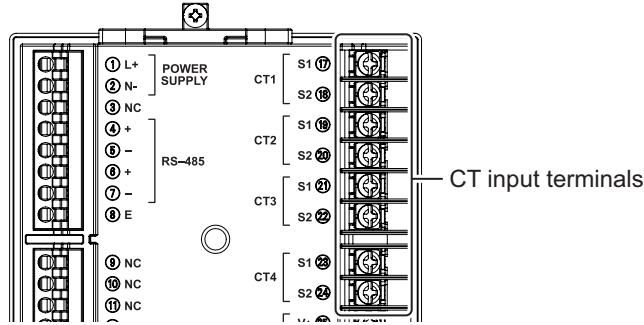 ① L+
② N-
POWER
SUPPLY
③ NC
④ +
⑤ −
⑥ +
⑦ −
RS–485
⑧ E
⑨ NC
⑩ NC
⑪ NC
CT1
S1 ⑰
S2 ⑱
CT2
S1 ⑲
S2 ⑳
CT3
S1 ㉑
S2 ㉒
CT4
S1 ㉓
S2 ㉔
CT input terminals